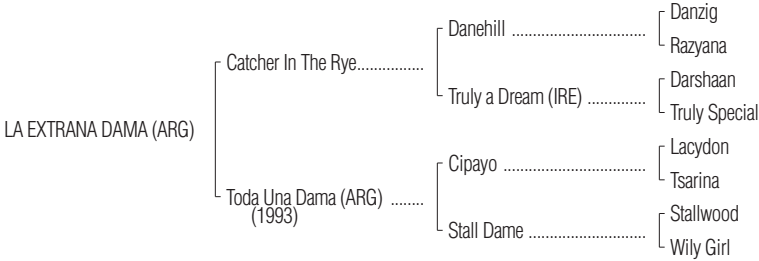 Danzig
Danehill ................................
Razyana
Catcher In The Rye................
Darshaan
Truly a Dream (IRE) ..............
Truly Special
LA EXTRANA DAMA (ARG)
Lacydon
Cipayo ..................................
Tsarina
Toda Una Dama (ARG) ........
(1993)
Stallwood
Stall Dame ............................
Wily Girl